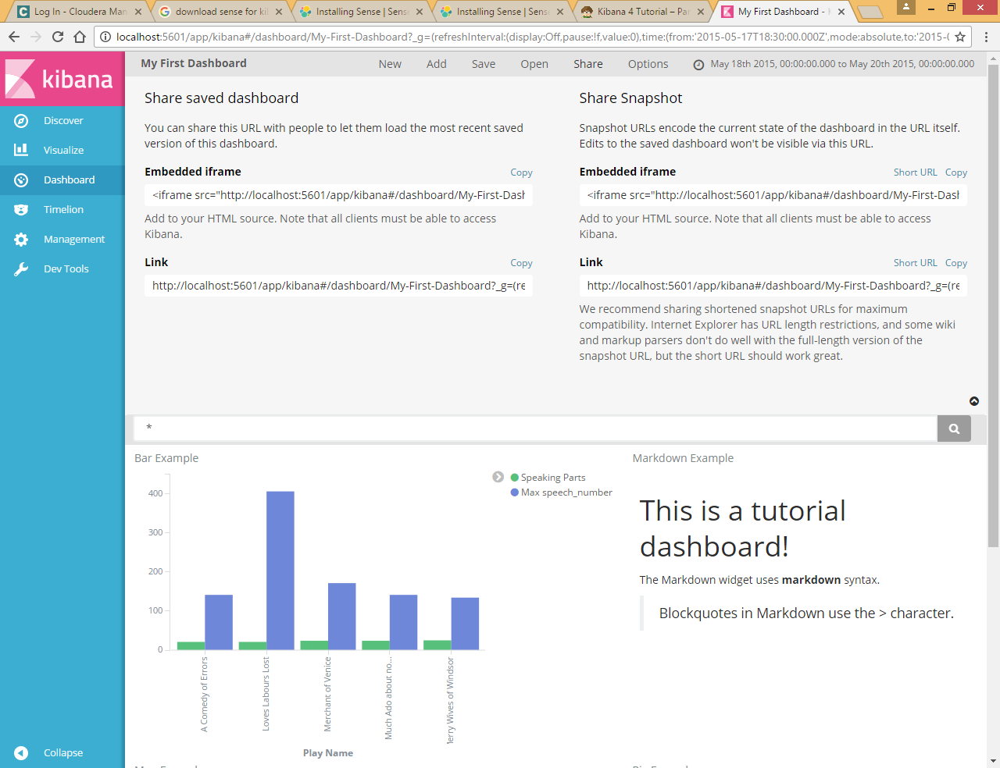 Log In - Cloudera Man
download sense for ki
Installing Sense | Sens
Installing Sense | Sens
Kibana 4 Tutorial – Pa
My First Dashboard -
localhost:5601/app/kibana#/dashboard/My-First-Dashboard?_g=(refreshInterval:(display:Off,pause:!f,value:0),time:(from:'2015-05-17T18:30:00.000Z',mode:absolute,to:'2015-0
kibana
My First Dashboard
New
Add
Save
Open
Share
Options
May 18th 2015, 00:00:00.000 to May 20th 2015, 00:00:00.000
Discover
Visualize
Dashboard
Timelion
Management
Dev Tools
Collapse
Share saved dashboard
You can share this URL with people to let them load the most recent saved
version of this dashboard.
Embedded iframe
Copy
<iframe src="http://localhost:5601/app/kibana#/dashboard/My-First-Dash
Add to your HTML source. Note that all clients must be able to access
Kibana.
Link
Copy
http://localhost:5601/app/kibana#/dashboard/My-First-Dashboard?_g=(re
Share Snapshot
Snapshot URLs encode the current state of the dashboard in the URL itself.
Edits to the saved dashboard won't be visible via this URL.
Embedded iframe
Short URL
Copy
<iframe src="http://localhost:5601/app/kibana#/dashboard/My-First-Dash
Add to your HTML source. Note that all clients must be able to access
Kibana.
Link
Short URL
Copy
http://localhost:5601/app/kibana#/dashboard/My-First-Dashboard?_g=(re
We recommend sharing shortened snapshot URLs for maximum
compatibility. Internet Explorer has URL length restrictions, and some wiki
and markup parsers don't do well with the full-length version of the
snapshot URL, but the short URL should work great.
*
Bar Example
400
300
200
100
0
A Comedy of Errors
Loves Labours Lost
Merchant of Venice
Much Ado about no...
Merry Wives of Windsor
Play Name
Speaking Parts
Max speech_number
Markdown Example
This is a tutorial
dashboard!
The Markdown widget uses markdown syntax.
Blockquotes in Markdown use the > character.